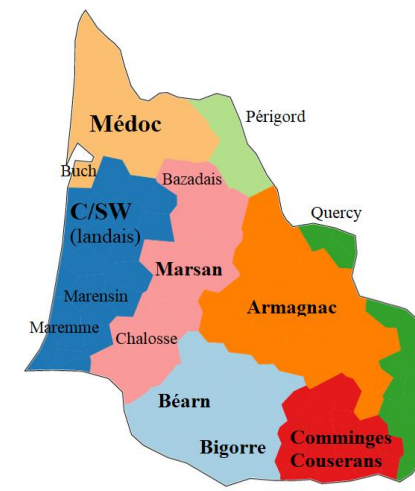 Médoc
Périgord
Buch
Bazadais
C/SW
(landais)
Quercy
Marsan
Marensin
Armagnac
Maremme
Chalosse
Béarn
Bigorre
Comminges
Couserans